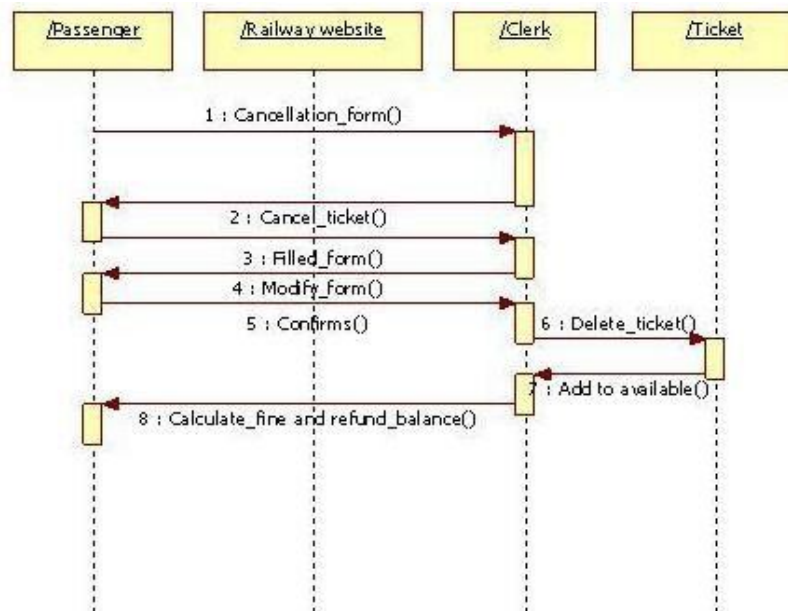 /Passenger
/Railway website
/Clerk
/Ticket
1 : Cancellation_form()
2 : Cancel_ticket()
3 : Filled_form()
4 : Modify_form()
5 : Confirms()
6 : Delete_ticket()
7 : Add to available()
8 : Calculate_fine and refund_balance()